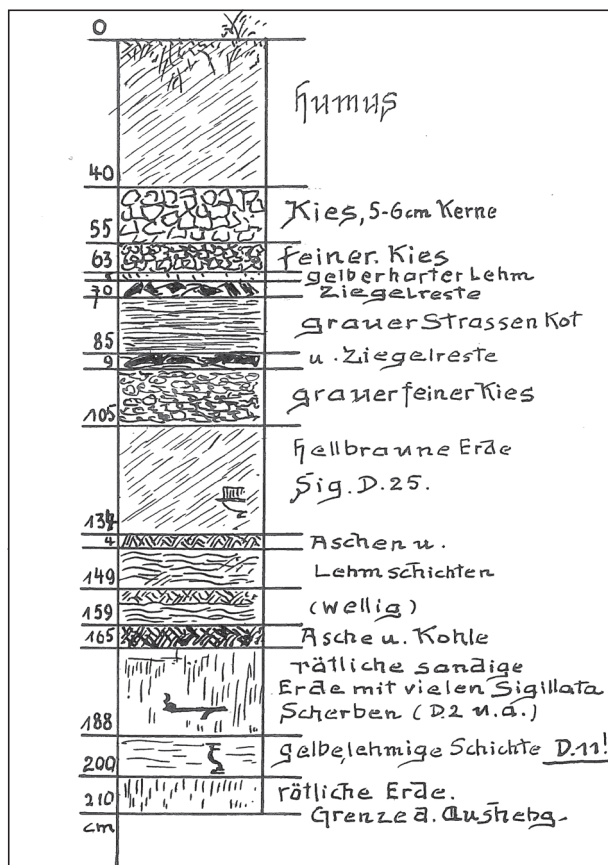 0
humus
40
Kies, 5-6cm Kerne
55
feiner. Kies
63
gelber harter Lehm
Ziegelreste
70
grauer Strassen Kot
85
u. Ziegelreste
9
grauer feiner Kies
105
hellbraune Erde
Sig. D. 25.
4
Aschen u.
Lehmschichten
149
(wellig)
159
165
Asche u. Kohle
rätliche sandige
Erde mit vielen Sigillata
Scherben (D.2 u.a.)
188
gelbe, lehmige Schichte D.11!
200
rötliche Erde.
210
Grenze d. Aushebg.
cm